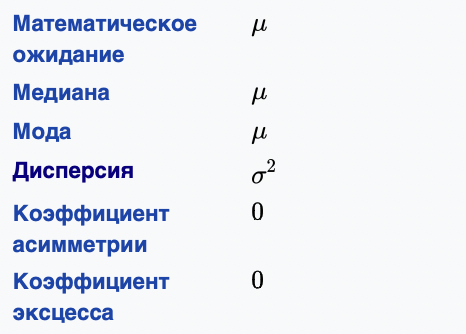 Математическое μ
ожидание
Медиана μ
Мода μ
Дисперсия σ²
Коэффициент 0
асимметрии
Коэффициент 0
эксцесса